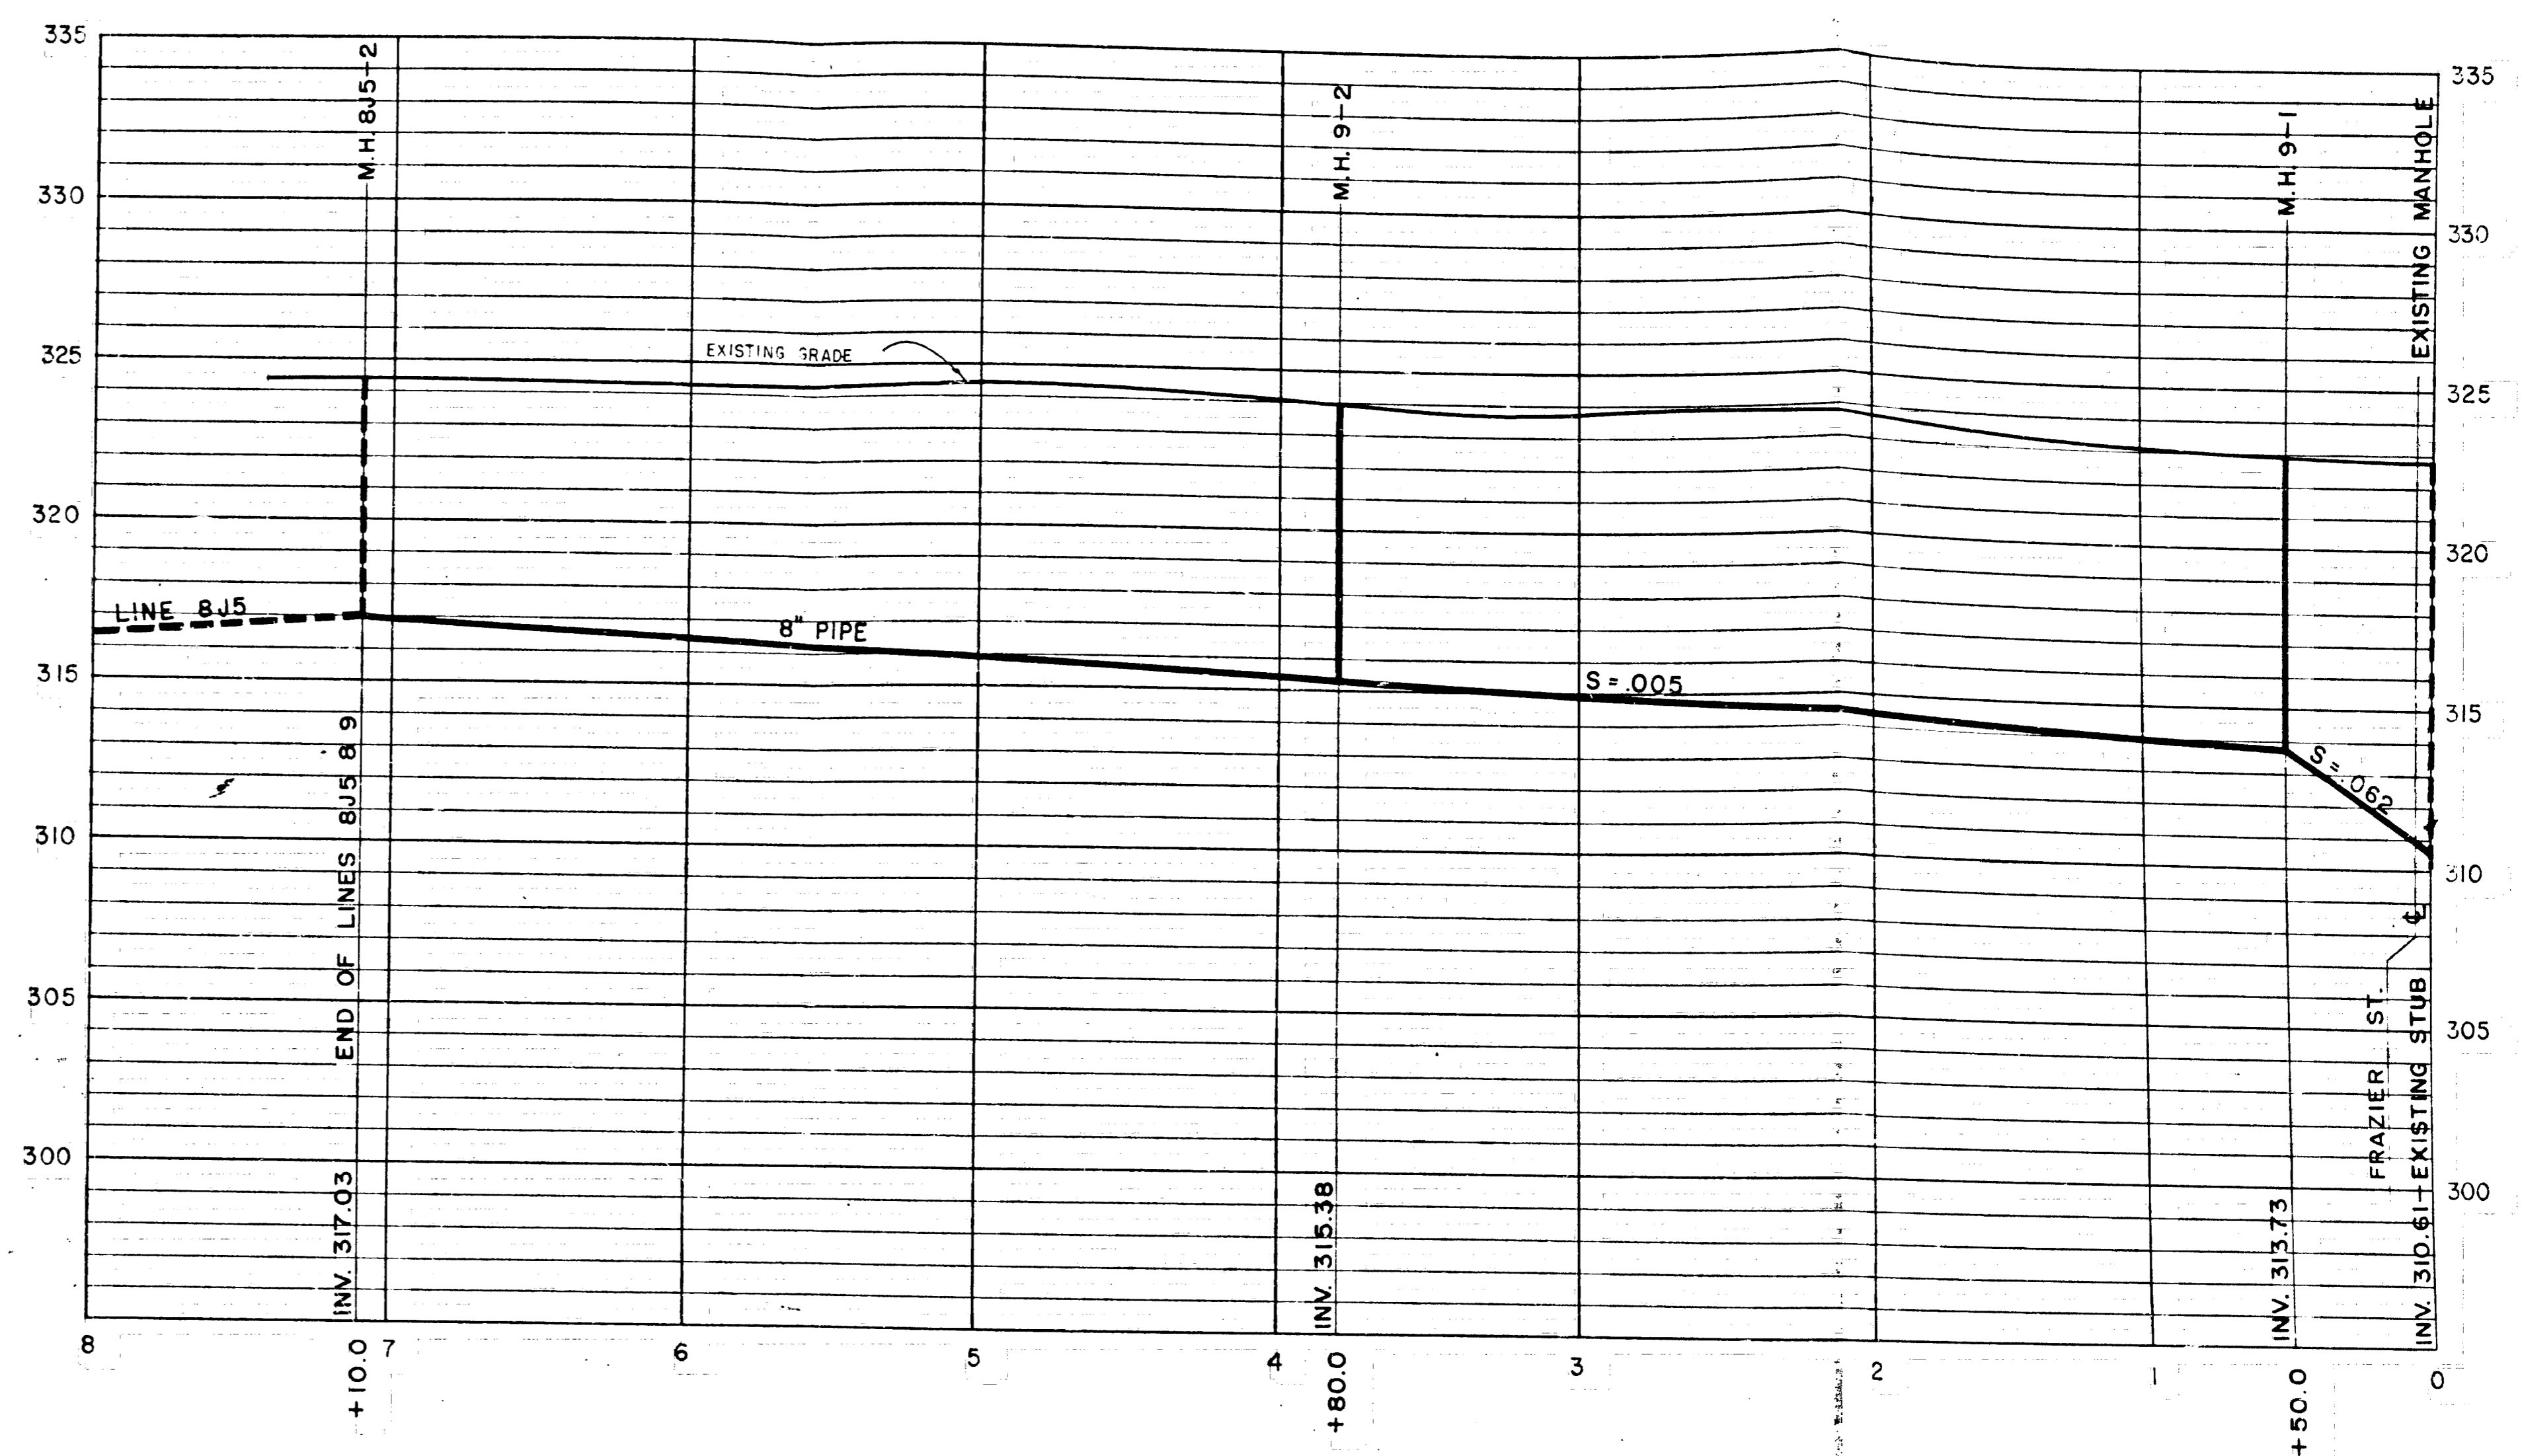 335
330
325
320
315
310
305
300
M.H. 8J5-2
M.H. 9-2
M.H. 9-1
EXISTING MANHOLE
335
330
325
320
315
310
305
300
EXISTING GRADE
LINE 8J5
8" PIPE
S = .005
S = .062
END OF LINES 8J5 & 9
INV. 317.03
INV. 315.38
INV. 313.73
FRAZIER ST.
℄
INV. 310.61-EXISTING STUB
8
7
6
5
4
3
2
1
0
+10.0
+80.0
+50.0